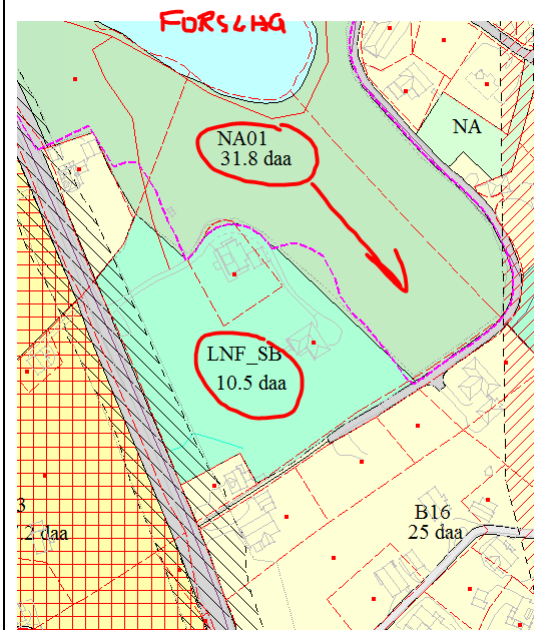 FORSLAG
NA01
31.8 daa
NA
LNF_SB
10.5 daa
3
.2 daa
B16
25 daa